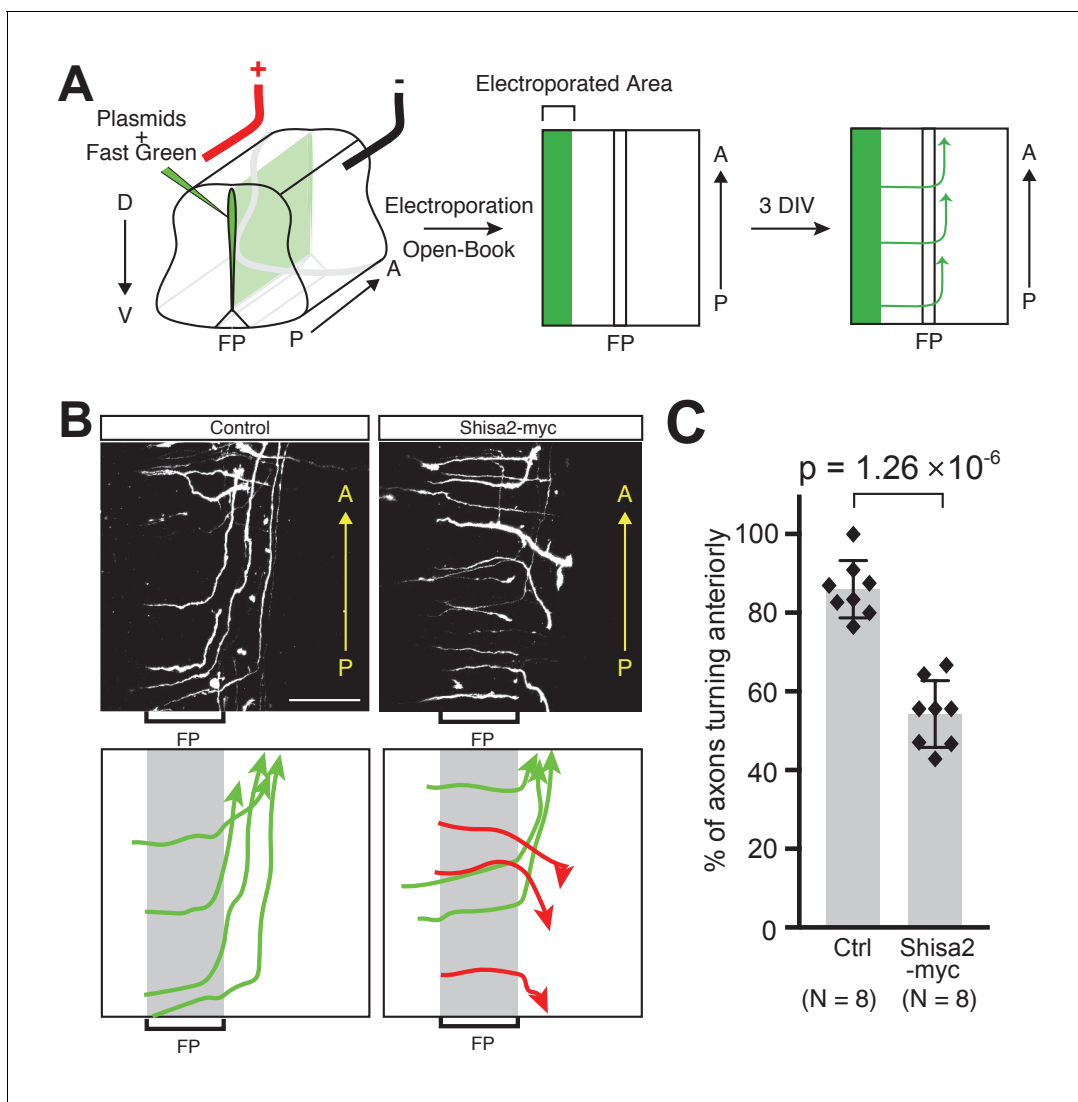 A
+
-
Plasmids
+
Fast Green
D
V
FP
P
A
Electroporation
Open-Book
Electroporated Area
A
P
FP
3 DIV
A
P
FP
B
Control
Shisa2-myc
A
P
A
P
FP
FP
FP
FP
C
p = 1.26 ×10-6
% of axons turning anteriorly
100
80
60
40
20
0
Ctrl
Shisa2
-myc
(N = 8)
(N = 8)